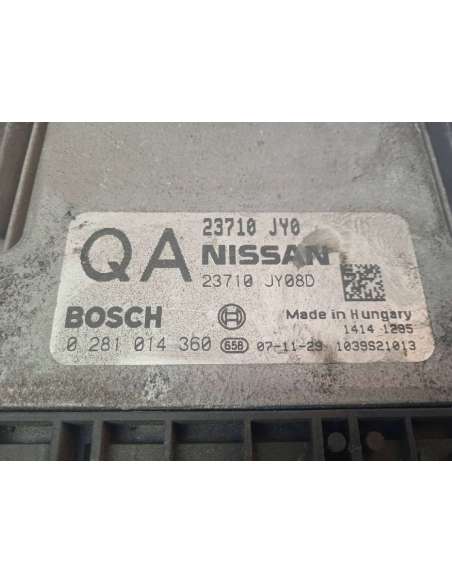 QA
23710 JY0
NISSAN
23710 JY08D
BOSCH
Made in Hungary
1414 1295
0 281 014 360 658 07-11-29 1039S21013